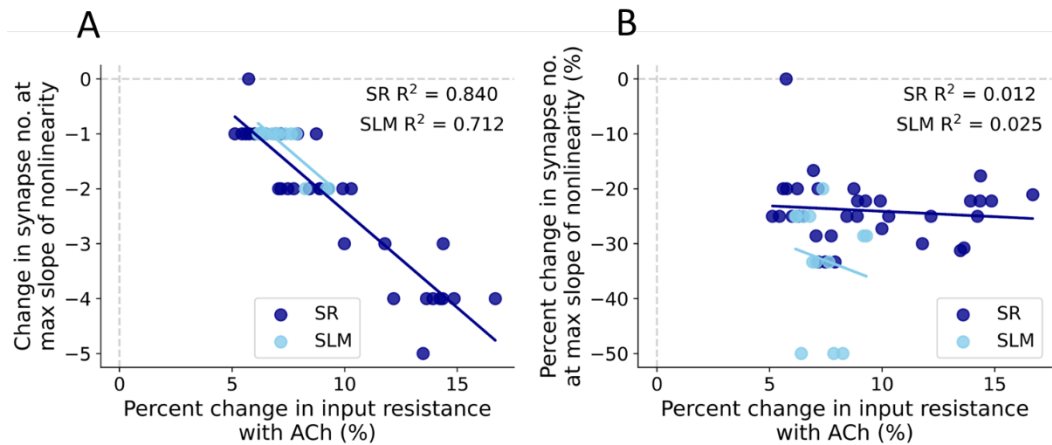 A
Change in synapse no. at
max slope of nonlinearity
0
−1
−2
−3
−4
−5
SR R² = 0.840
SLM R² = 0.712
SR
SLM
0
5
10
15
Percent change in input resistance
with ACh (%)
B
Percent change in synapse no.
at max slope of nonlinearity (%)
0
−10
−20
−30
−40
−50
SR R² = 0.012
SLM R² = 0.025
SR
SLM
0
5
10
15
Percent change in input resistance
with ACh (%)